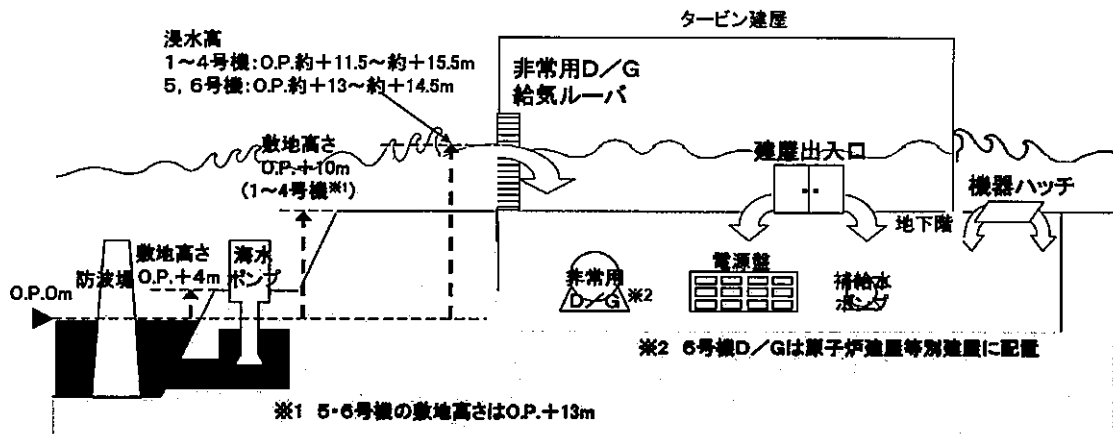 タービン建屋
浸水高
1～4号機:O.P.約＋11.5～約＋15.5m
5, 6号機:O.P.約＋13～約＋14.5m
非常用D／G
給気ルーバ
敷地高さ
O.P.＋10m
(1～4号機※1)
建屋出入口
機器ハッチ
地下階
防波堤
敷地高さ
O.P.＋4m
海水
ポンプ
O.P.0m
非常用
D／G
※2
電源盤
補給水
ポンプ
※2 6号機D／Gは原子炉建屋等別建屋に配置
※1 5・6号機の敷地高さはO.P.＋13m